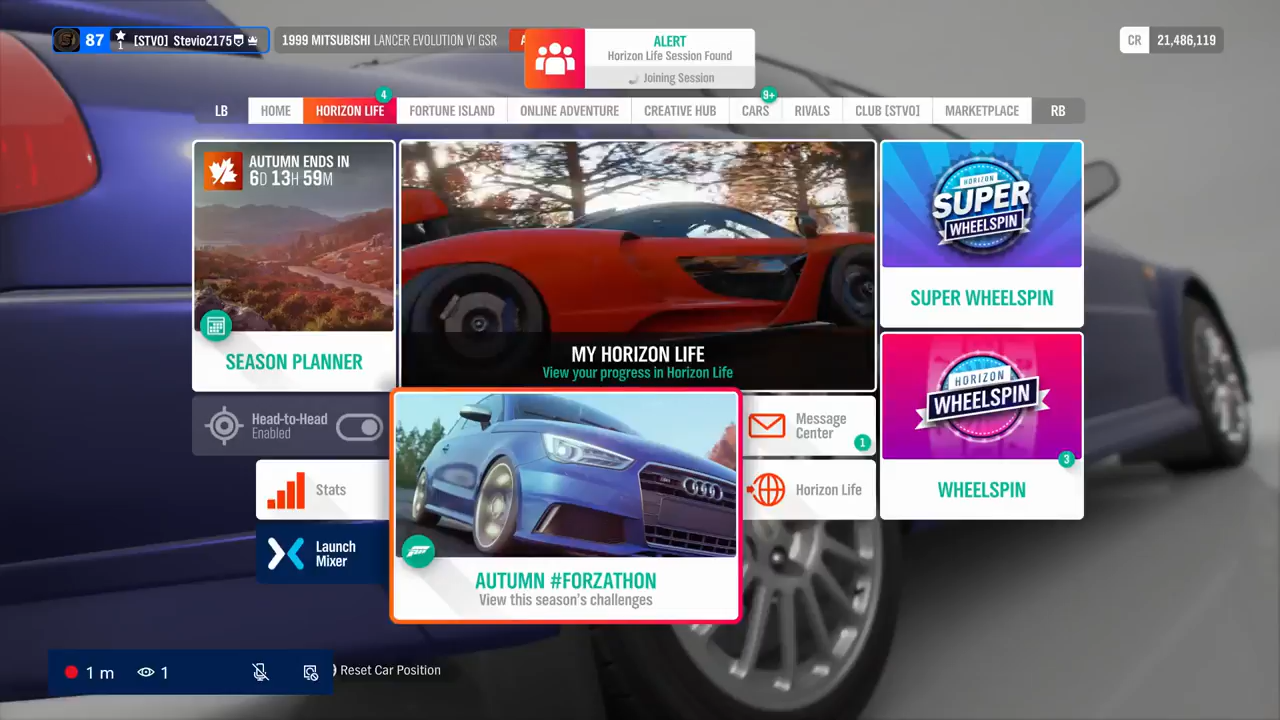 87
1
[STVO] Stevio2175
1999 MITSUBISHI LANCER EVOLUTION VI GSR
A
ALERT
Horizon Life Session Found
Joining Session
CR 21,486,119
LB
HOME
HORIZON LIFE
4
FORTUNE ISLAND
ONLINE ADVENTURE
CREATIVE HUB
CARS
9+
RIVALS
CLUB [STVO]
MARKETPLACE
RB
AUTUMN ENDS IN
6D 13H 59M
SEASON PLANNER
MY HORIZON LIFE
View your progress in Horizon Life
HORIZON
SUPER
WHEELSPIN
SUPER WHEELSPIN
Head-to-Head
Enabled
Message
Center
1
HORIZON
WHEELSPIN
3
WHEELSPIN
Stats
Horizon Life
Launch
Mixer
AUTUMN #FORZATHON
View this season's challenges
1 m
1
Reset Car Position